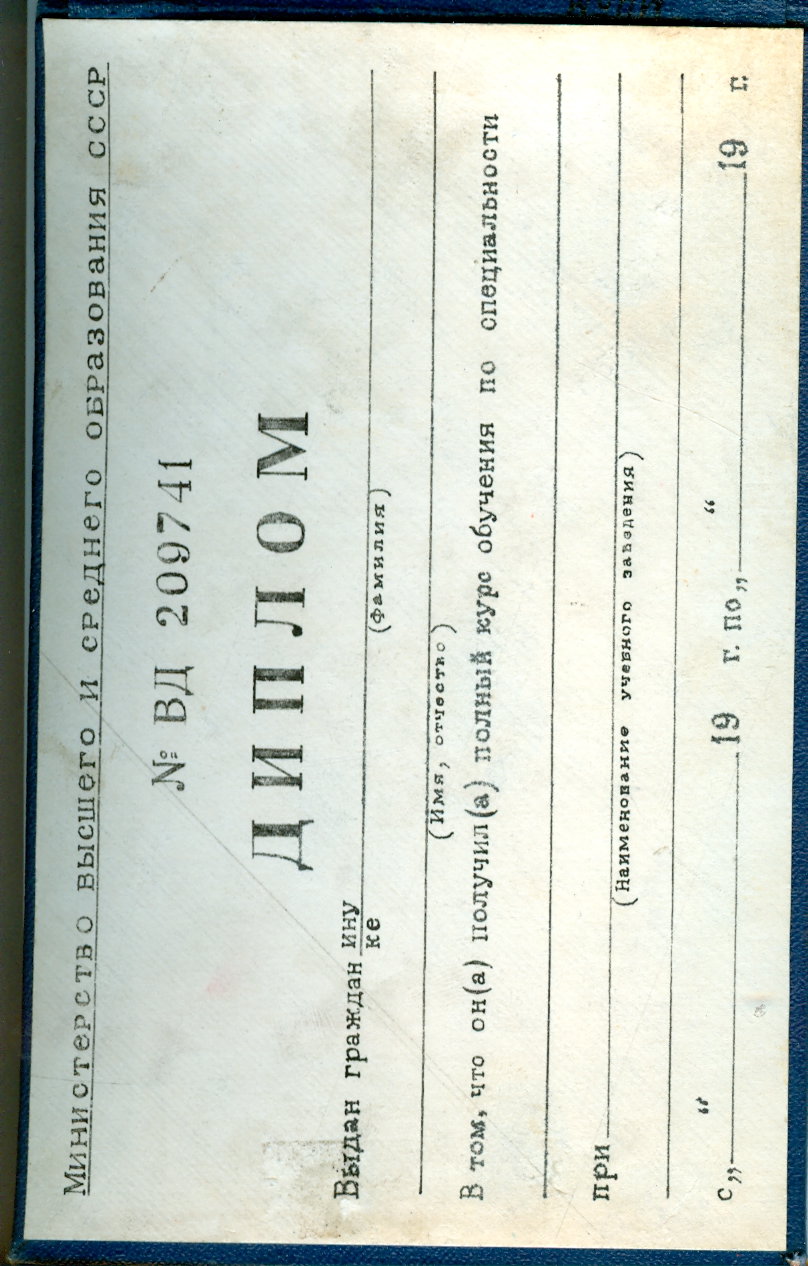 Министерство высшего и среднего образования СССР
№ ВД 209741
ДИПЛОМ
Выдан граждан ину
ке
(фамилия)
(Имя, отчество)
В том, что он(а) получил(а) полный курс обучения по специальности
при
(Наименование учебного заведения)
с „ “ 19 г. по „ “ 19 г.